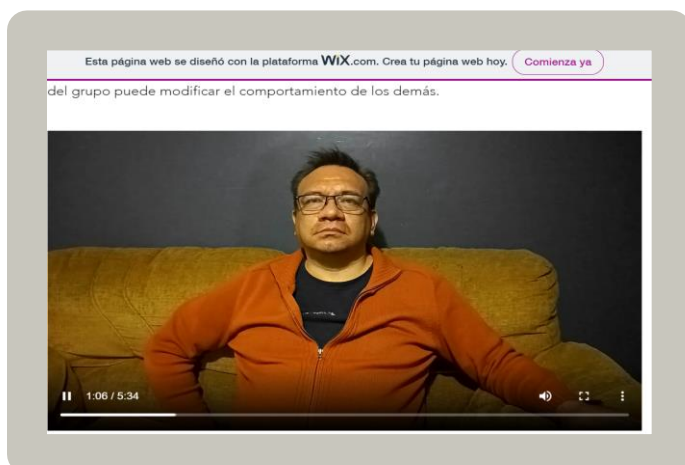 Esta página web se diseñó con la plataforma WiX.com. Crea tu página web hoy. Comienza ya
del grupo puede modificar el comportamiento de los demás.
1:06 / 5:34